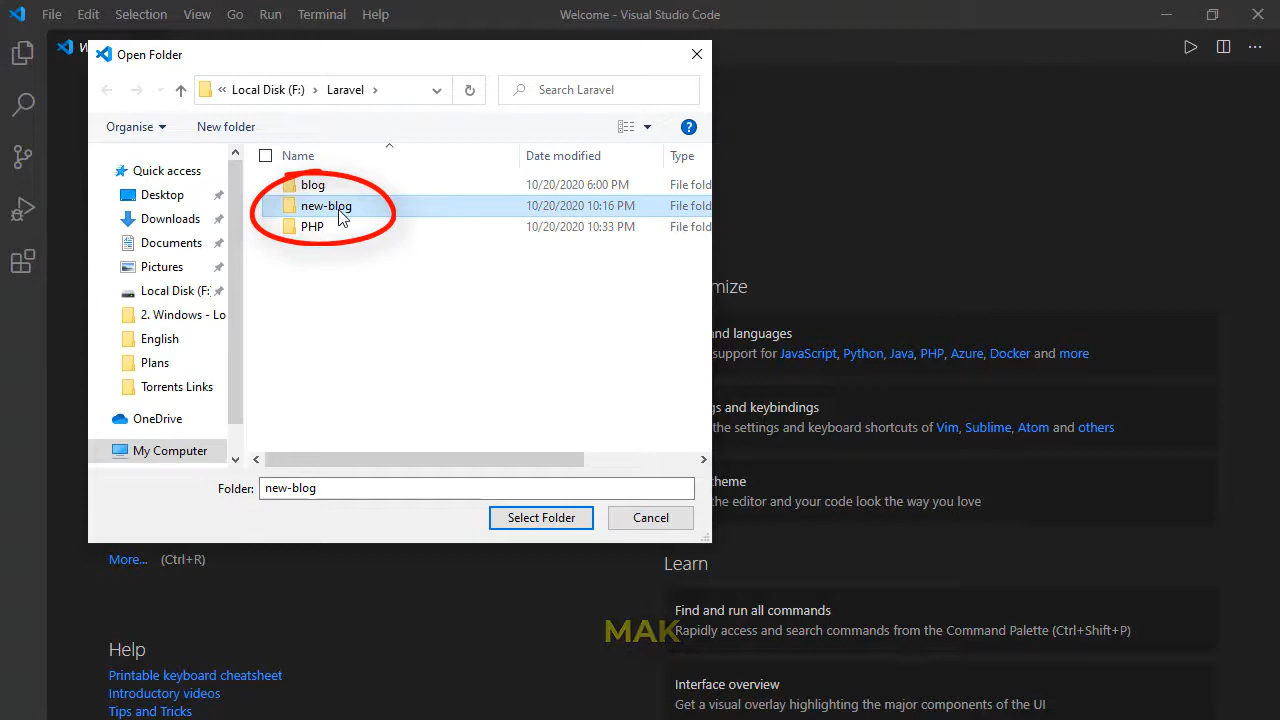 File Edit Selection View Go Run Terminal Help Welcome - Visual Studio Code
W
Open Folder
« Local Disk (F:) > Laravel > Search Laravel
Organise New folder
Name Date modified Type
Quick access
Desktop
Downloads
Documents
Pictures
Local Disk (F:
2. Windows - Lo
English
Plans
Torrents Links
OneDrive
My Computer
blog 10/20/2020 6:00 PM File fold
new-blog 10/20/2020 10:16 PM File fold
PHP 10/20/2020 10:33 PM File fold
Folder: new-blog
Select Folder Cancel
More... (Ctrl+R)
Help
Printable keyboard cheatsheet
Introductory videos
Tips and Tricks
mize
nd languages
support for JavaScript, Python, Java, PHP, Azure, Docker and more
gs and keybindings
the settings and keyboard shortcuts of Vim, Sublime, Atom and others
heme
the editor and your code look the way you love
Learn
Find and run all commands
Rapidly access and search commands from the Command Palette (Ctrl+Shift+P)
MAK
Interface overview
Get a visual overlay highlighting the major components of the UI